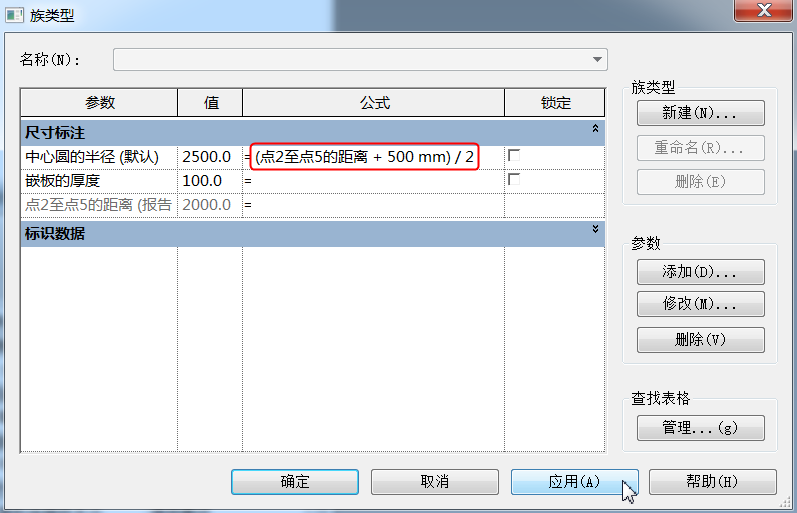 族类型
名称(N):
参数 值 公式 锁定
尺寸标注
中心圆的半径 (默认) 2500.0 = (点2至点5的距离 + 500 mm) / 2
嵌板的厚度 100.0 =
点2至点5的距离 (报告 2000.0 =
标识数据
族类型
新建(N)...
重命名(R)...
删除(E)
参数
添加(D)...
修改(M)...
删除(V)
查找表格
管理...(g)
确定 取消 应用(A) 帮助(H)